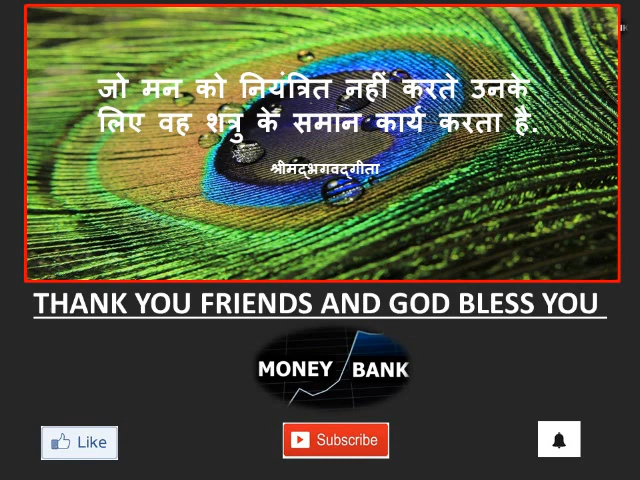 जो मन को नियंत्रित नहीं करते उनके
लिए वह शत्रु के समान कार्य करता है.
श्रीमद्भगवद्गीता
THANK YOU FRIENDS AND GOD BLESS YOU
MONEY BANK
Like
Subscribe